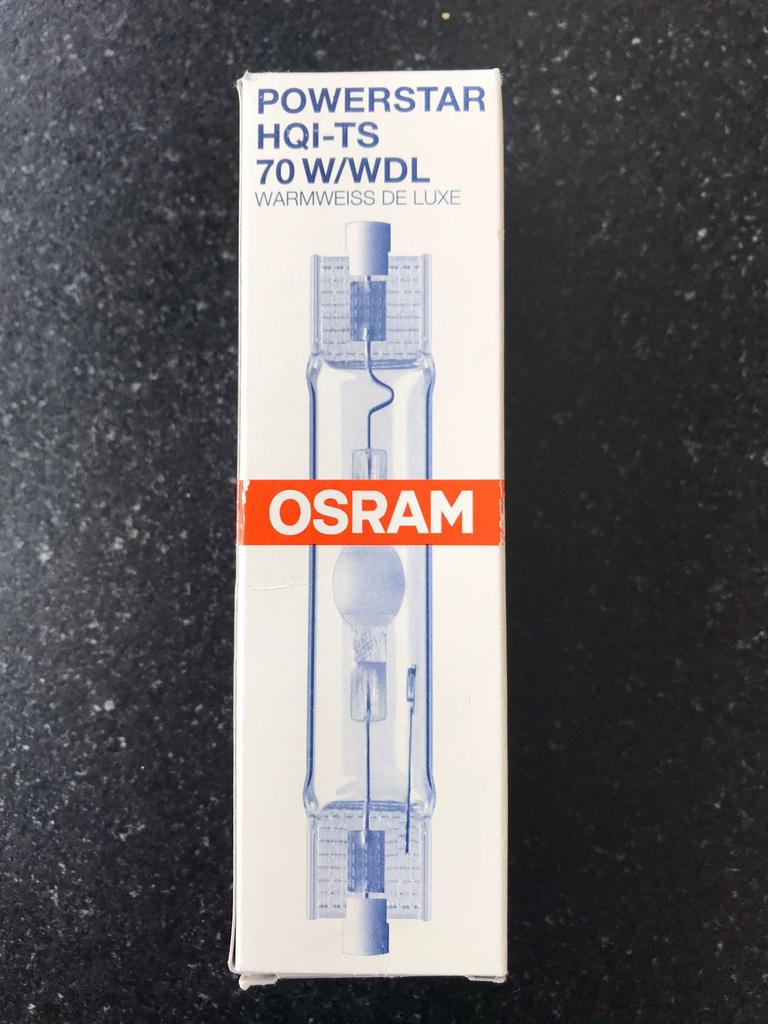 POWERSTAR
HQI-TS
70 W/WDL
WARMWEISS DE LUXE
OSRAM